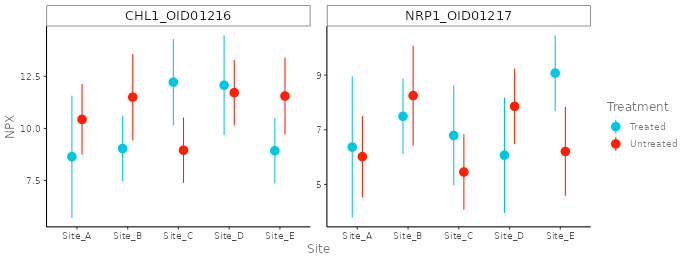 CHL1_OID01216
NRP1_OID01217
NPX
12.5
10.0
7.5
9
7
5
Site_A Site_B Site_C Site_D Site_E
Site_A Site_B Site_C Site_D Site_E
Site
Treatment
Treated
Untreated